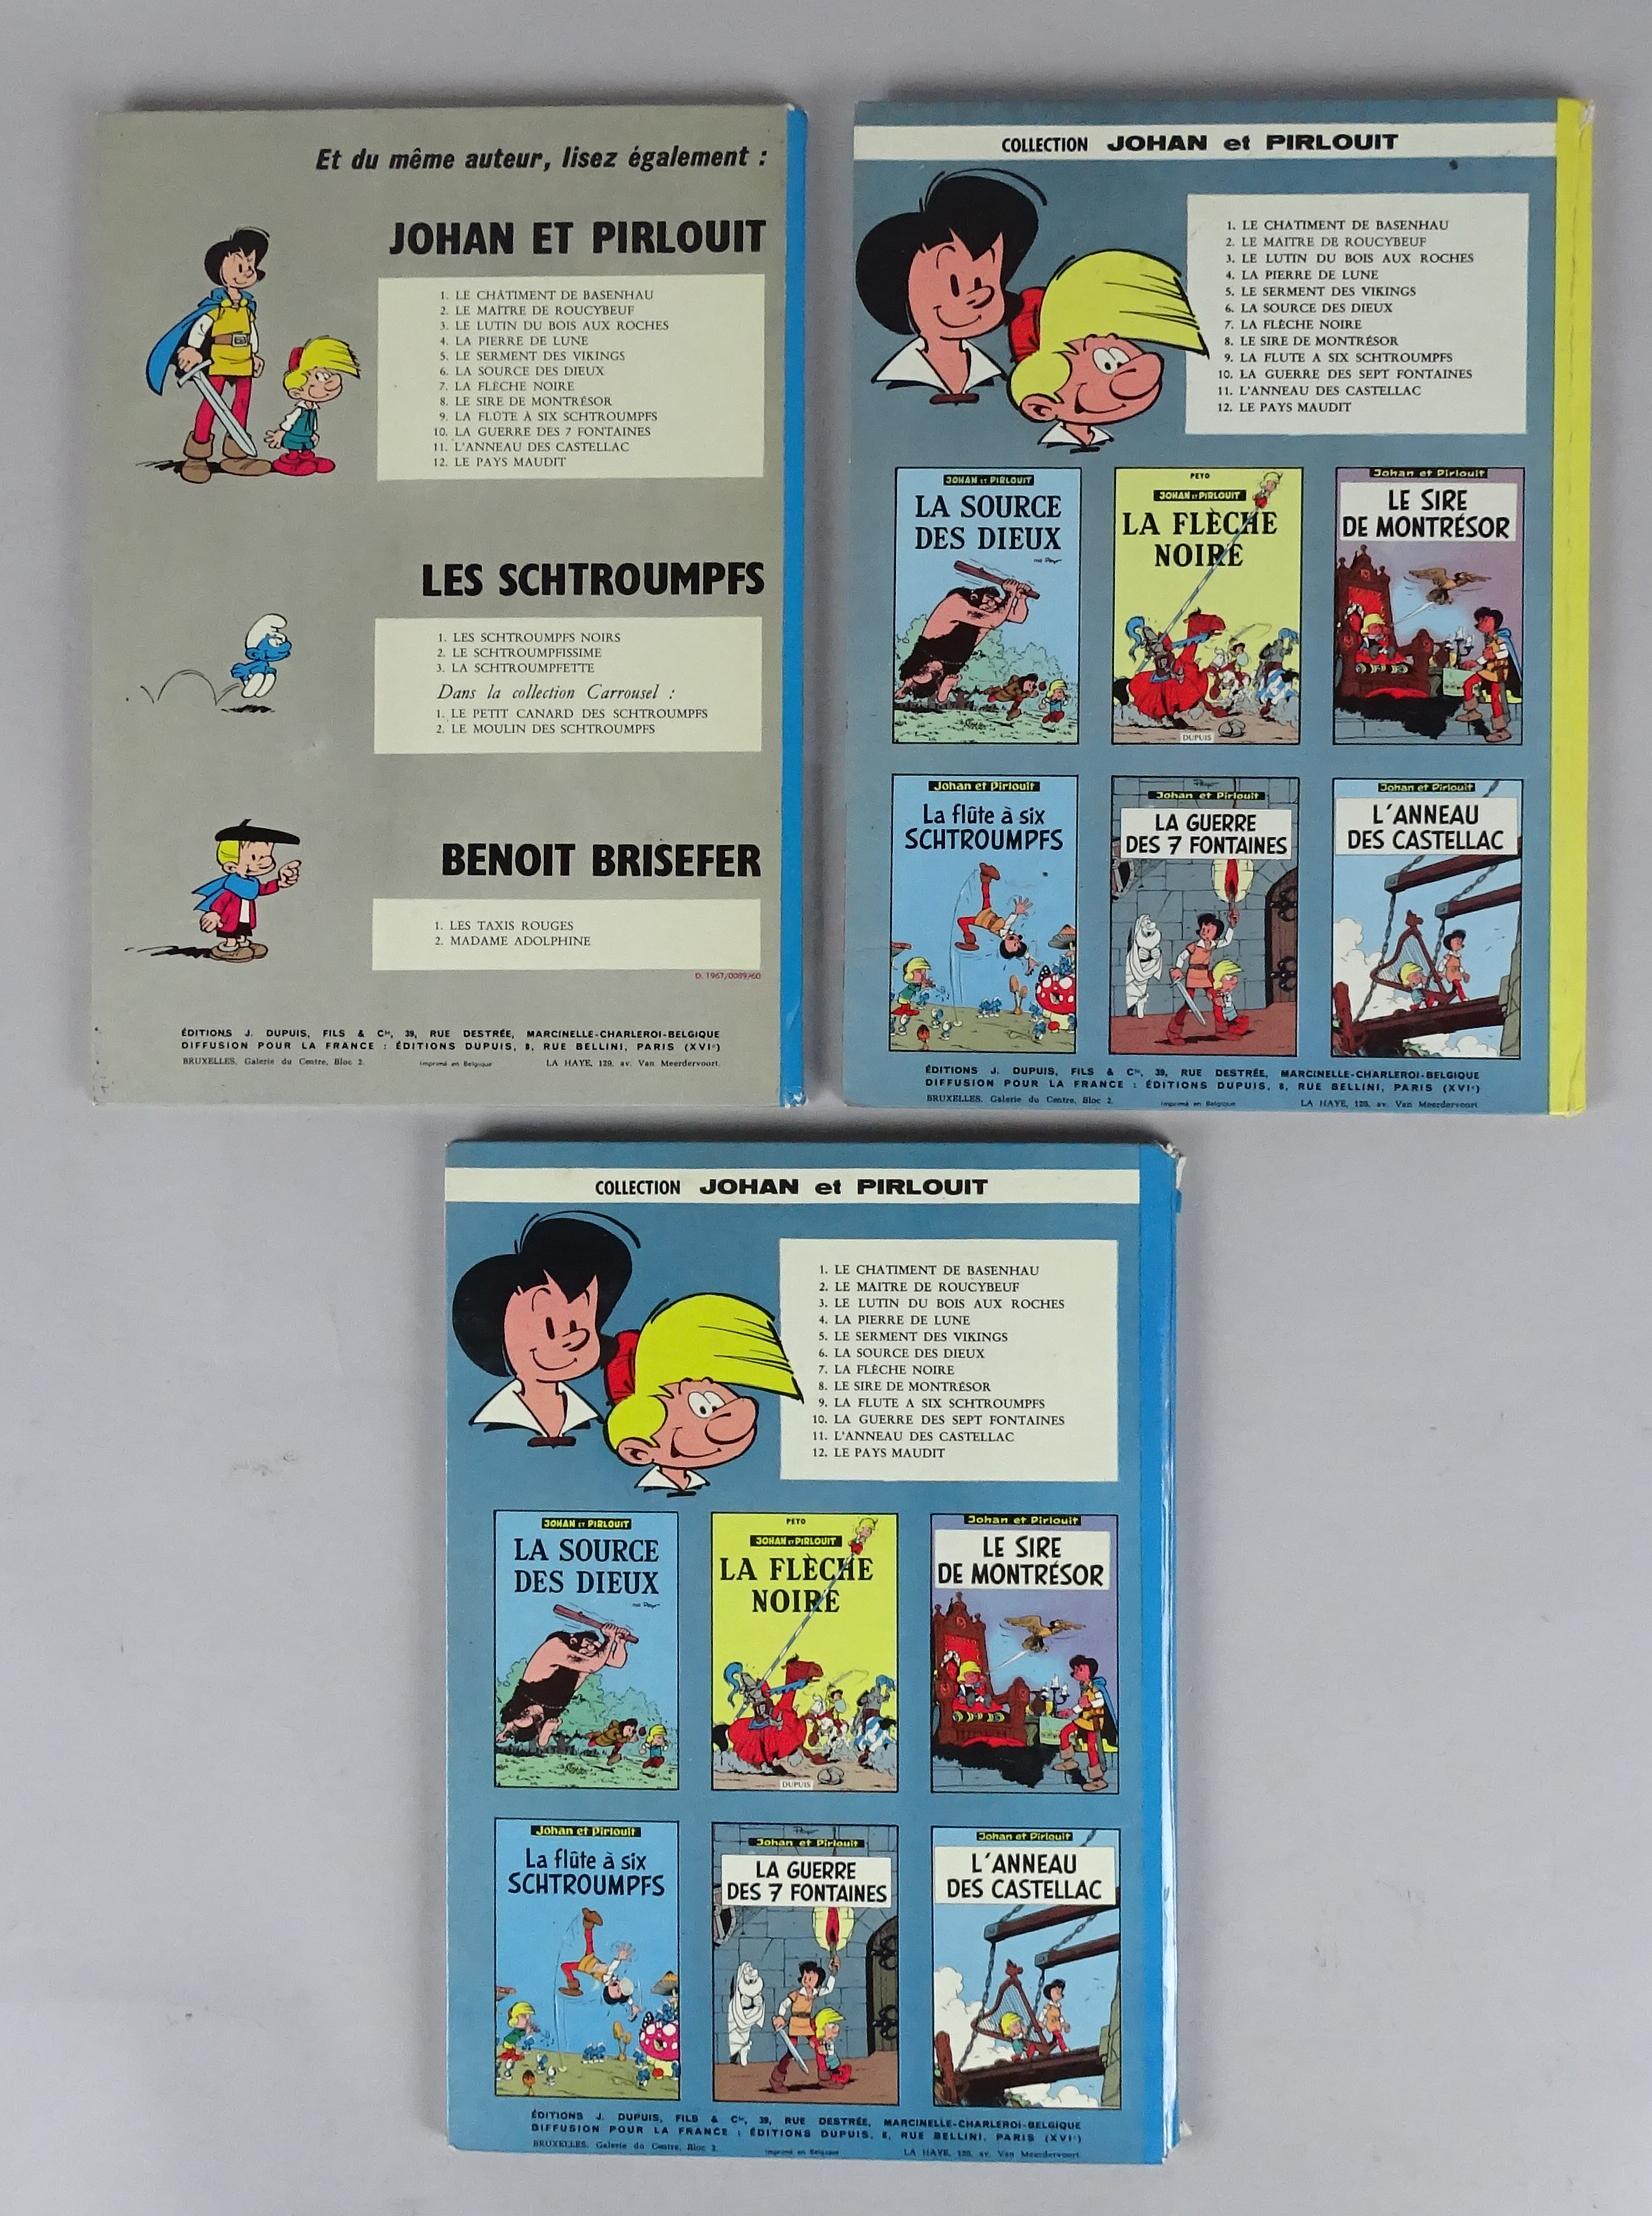 Et du même auteur, lisez également :
JOHAN ET PIRLOUIT
1. LE CHÂTIMENT DE BASENHAU
2. LE MAÎTRE DE ROUCYBEUF
3. LE LUTIN DU BOIS AUX ROCHES
4. LA PIERRE DE LUNE
5. LE SERMENT DES VIKINGS
6. LA SOURCE DES DIEUX
7. LA FLÈCHE NOIRE
8. LE SIRE DE MONTRÉSOR
9. LA FLÛTE À SIX SCHTROUMPFS
10. LA GUERRE DES 7 FONTAINES
11. L'ANNEAU DES CASTELLAC
12. LE PAYS MAUDIT
LES SCHTROUMPFS
1. LES SCHTROUMPFS NOIRS
2. LE SCHTROUMPFISSIME
3. LA SCHTROUMPFETTE
Dans la collection Carrousel :
1. LE PETIT CANARD DES SCHTROUMPFS
2. LE MOULIN DES SCHTROUMPFS
BENOIT BRISEFER
1. LES TAXIS ROUGES
2. MADAME ADOLPHINE
D. 1967/0089/60
ÉDITIONS J. DUPUIS, FILS & Cie, 39, RUE DESTRÉE, MARCINELLE-CHARLEROI-BELGIQUE
DIFFUSION POUR LA FRANCE : ÉDITIONS DUPUIS, 8, RUE BELLINI, PARIS (XVIe)
BRUXELLES, Galerie du Centre, Bloc 2. Imprimé en Belgique LA HAYE, 129, av. Van Meerdervoort.
COLLECTION JOHAN et PIRLOUIT
1. LE CHATIMENT DE BASENHAU
2. LE MAITRE DE ROUCYBEUF
3. LE LUTIN DU BOIS AUX ROCHES
4. LA PIERRE DE LUNE
5. LE SERMENT DES VIKINGS
6. LA SOURCE DES DIEUX
7. LA FLÈCHE NOIRE
8. LE SIRE DE MONTRÉSOR
9. LA FLUTE A SIX SCHTROUMPFS
10. LA GUERRE DES SEPT FONTAINES
11. L'ANNEAU DES CASTELLAC
12. LE PAYS MAUDIT
JOHAN ET PIRLOUIT
LA SOURCE
DES DIEUX
PAR Peyo
PEYO
JOHAN ET PIRLOUIT
LA FLÈCHE
NOIRE
DUPUIS
Johan et Pirlouit
LE SIRE
DE MONTRÉSOR
Johan et Pirlouit
La flûte à six
SCHTROUMPFS
Peyo
Johan et Pirlouit
LA GUERRE
DES 7 FONTAINES
Johan et Pirlouit
L'ANNEAU
DES CASTELLAC
ÉDITIONS J. DUPUIS, FILS & Cie, 39, RUE DESTRÉE, MARCINELLE-CHARLEROI-BELGIQUE
DIFFUSION POUR LA FRANCE : ÉDITIONS DUPUIS, 8, RUE BELLINI, PARIS (XVIe)
BRUXELLES, Galerie du Centre, Bloc 2. Imprimé en Belgique LA HAYE, 129, av. Van Meerdervoort.
COLLECTION JOHAN et PIRLOUIT
1. LE CHATIMENT DE BASENHAU
2. LE MAITRE DE ROUCYBEUF
3. LE LUTIN DU BOIS AUX ROCHES
4. LA PIERRE DE LUNE
5. LE SERMENT DES VIKINGS
6. LA SOURCE DES DIEUX
7. LA FLÈCHE NOIRE
8. LE SIRE DE MONTRÉSOR
9. LA FLUTE A SIX SCHTROUMPFS
10. LA GUERRE DES SEPT FONTAINES
11. L'ANNEAU DES CASTELLAC
12. LE PAYS MAUDIT
JOHAN ET PIRLOUIT
LA SOURCE
DES DIEUX
PAR Peyo
PEYO
JOHAN ET PIRLOUIT
LA FLÈCHE
NOIRE
DUPUIS
Johan et Pirlouit
LE SIRE
DE MONTRÉSOR
Johan et Pirlouit
La flûte à six
SCHTROUMPFS
Peyo
Johan et Pirlouit
LA GUERRE
DES 7 FONTAINES
Johan et Pirlouit
L'ANNEAU
DES CASTELLAC
ÉDITIONS J. DUPUIS, FILS & Cie, 39, RUE DESTRÉE, MARCINELLE-CHARLEROI-BELGIQUE
DIFFUSION POUR LA FRANCE : ÉDITIONS DUPUIS, 8, RUE BELLINI, PARIS (XVIe)
BRUXELLES, Galerie du Centre, Bloc 2. Imprimé en Belgique LA HAYE, 129, av. Van Meerdervoort.